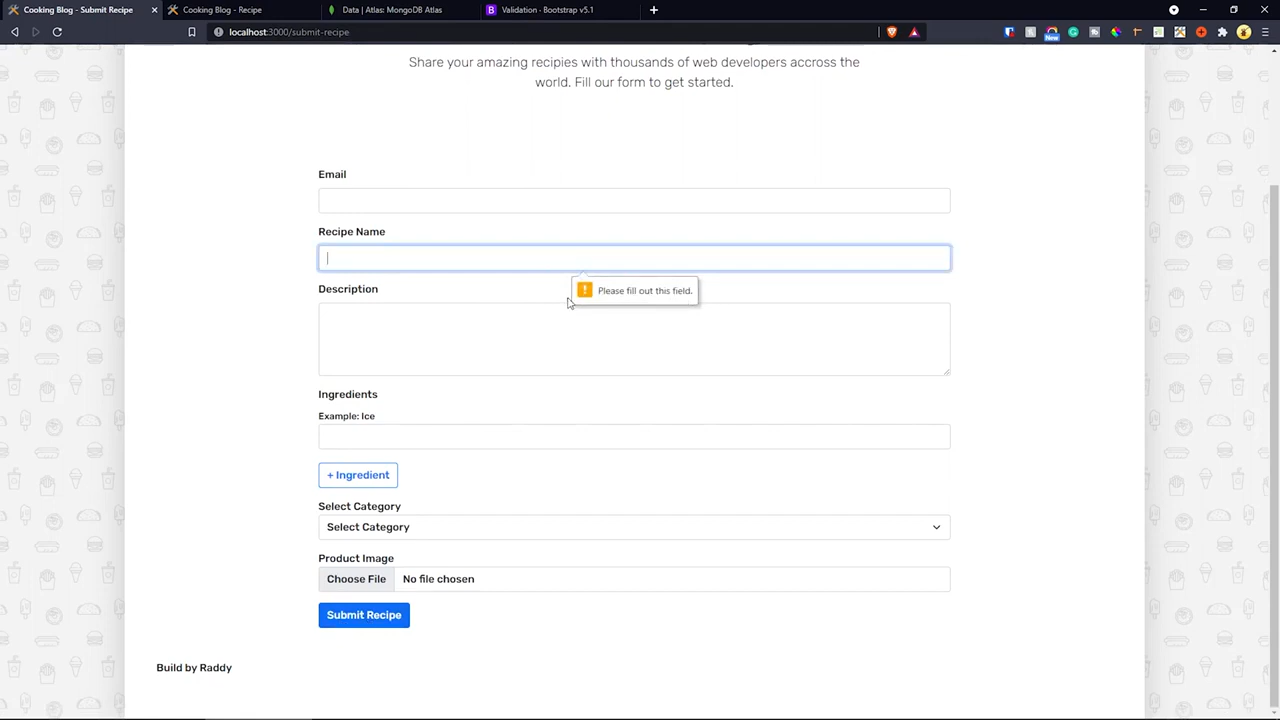 Cooking Blog - Submit Recipe
Cooking Blog - Recipe
Data | Atlas: MongoDB Atlas
B
Validation · Bootstrap v5.1
localhost:3000/submit-recipe
New
Share your amazing recipies with thousands of web developers accross the
world. Fill our form to get started.
Email
Recipe Name
Please fill out this field.
Description
Ingredients
Example: Ice
+ Ingredient
Select Category
Select Category
Product Image
Choose File No file chosen
Submit Recipe
Build by Raddy